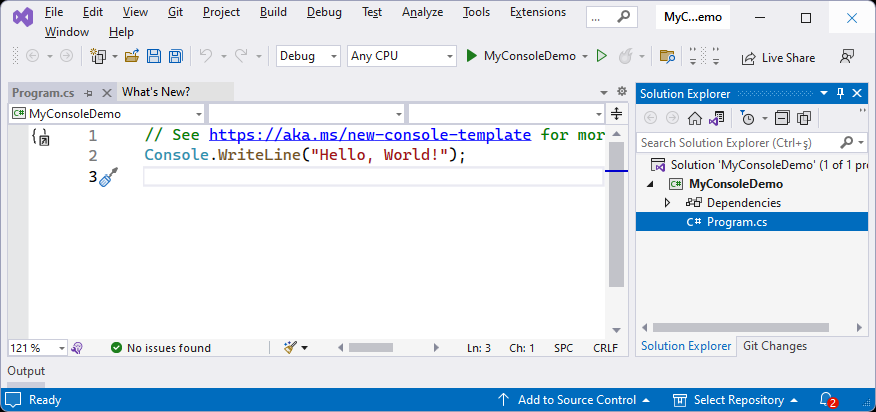 File Edit View Git Project Build Debug Test Analyze Tools Extensions ... MyC...emo
Window Help
Debug Any CPU MyConsoleDemo Live Share
Program.cs What's New?
MyConsoleDemo
1 // See https://aka.ms/new-console-template for mor
2 Console.WriteLine("Hello, World!");
3
121 % No issues found Ln: 3 Ch: 1 SPC CRLF
Solution Explorer
Search Solution Explorer (Ctrl+ş)
Solution 'MyConsoleDemo' (1 of 1 pro
C# MyConsoleDemo
Dependencies
C# Program.cs
Solution Explorer Git Changes
Output
Ready Add to Source Control Select Repository 2